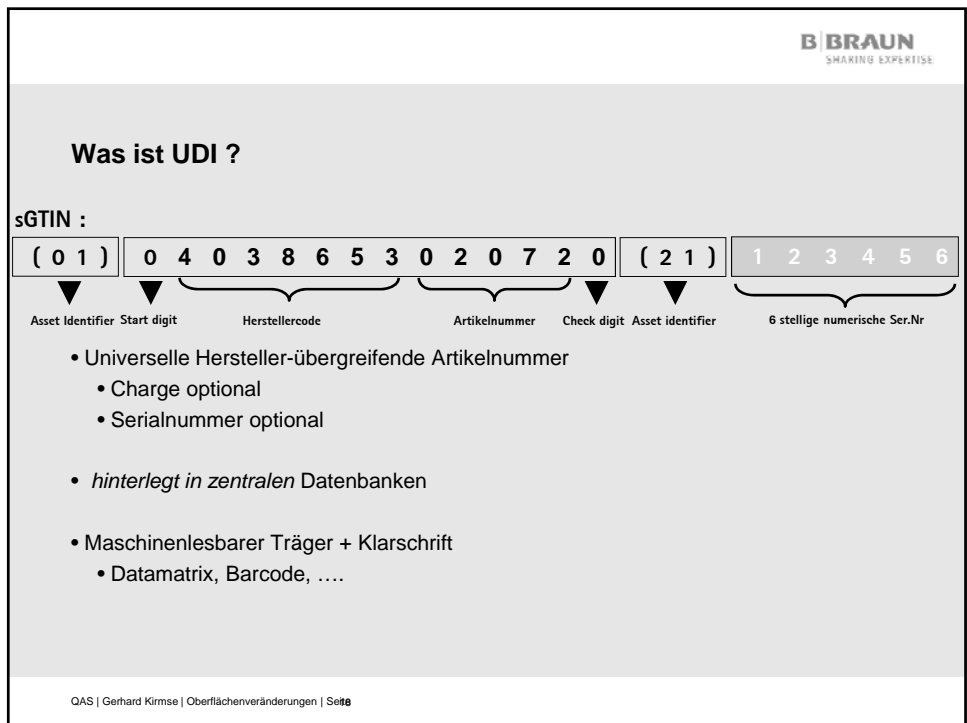 B BRAUN
SHARING EXPERTISE
Was ist UDI ?
sGTIN :
( 0 1 ) 0 4 0 3 8 6 5 3 0 2 0 7 2 0 ( 2 1 ) 1 2 3 4 5 6
Asset Identifier Start digit Herstellercode Artikelnummer Check digit Asset identifier 6 stellige numerische Ser.Nr
• Universelle Hersteller-übergreifende Artikelnummer
• Charge optional
• Serialnummer optional
• hinterlegt in zentralen Datenbanken
• Maschinenlesbarer Träger + Klarschrift
• Datamatrix, Barcode, ….
QAS | Gerhard Kirmse | Oberflächenveränderungen |